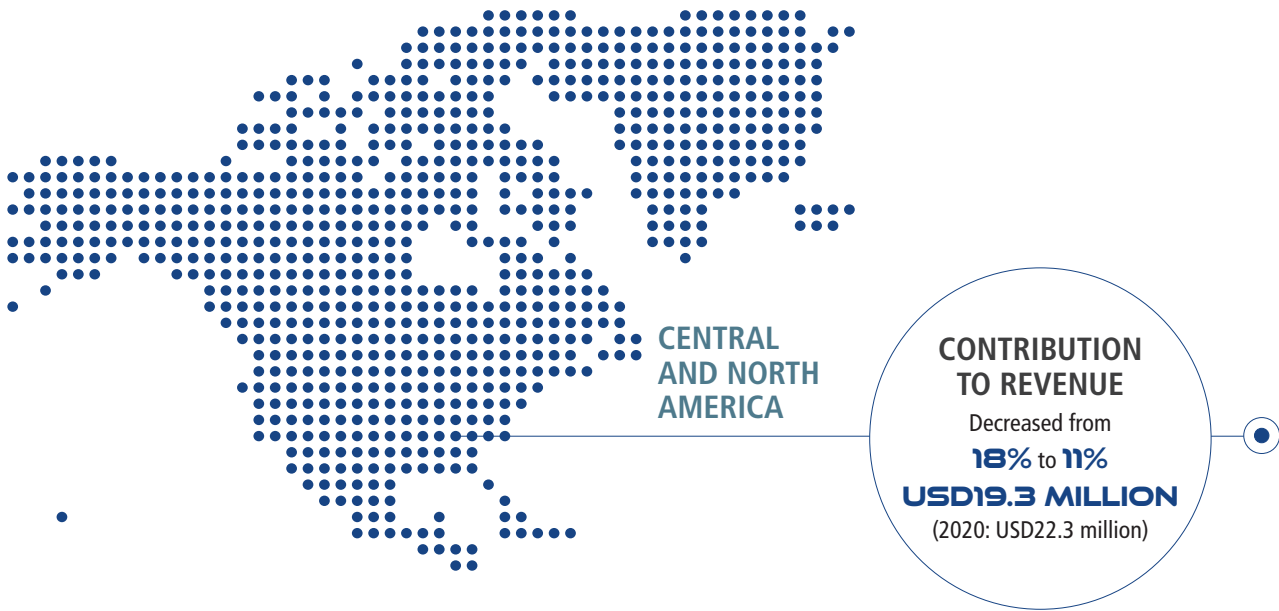 CENTRAL
AND NORTH
AMERICA
CONTRIBUTION
TO REVENUE
Decreased from
18% to 11%
USD19.3 MILLION
(2020: USD22.3 million)